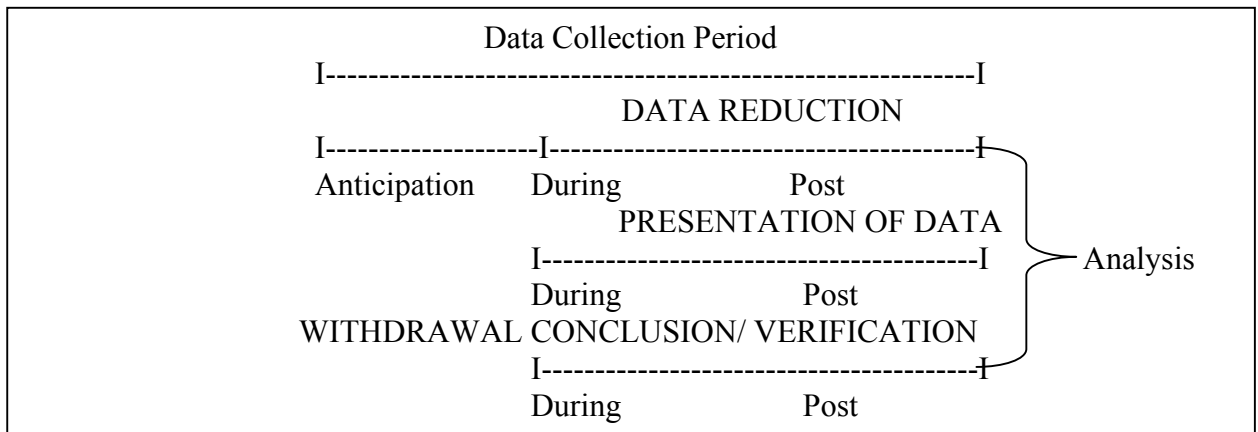 Data Collection Period
I-------------------------------------------------------------I
DATA REDUCTION
I--------------------I----------------------------------------I
Anticipation During Post
PRESENTATION OF DATA
I-----------------------------------------I
Analysis
During Post
WITHDRAWAL CONCLUSION/ VERIFICATION
I-----------------------------------------I
During Post